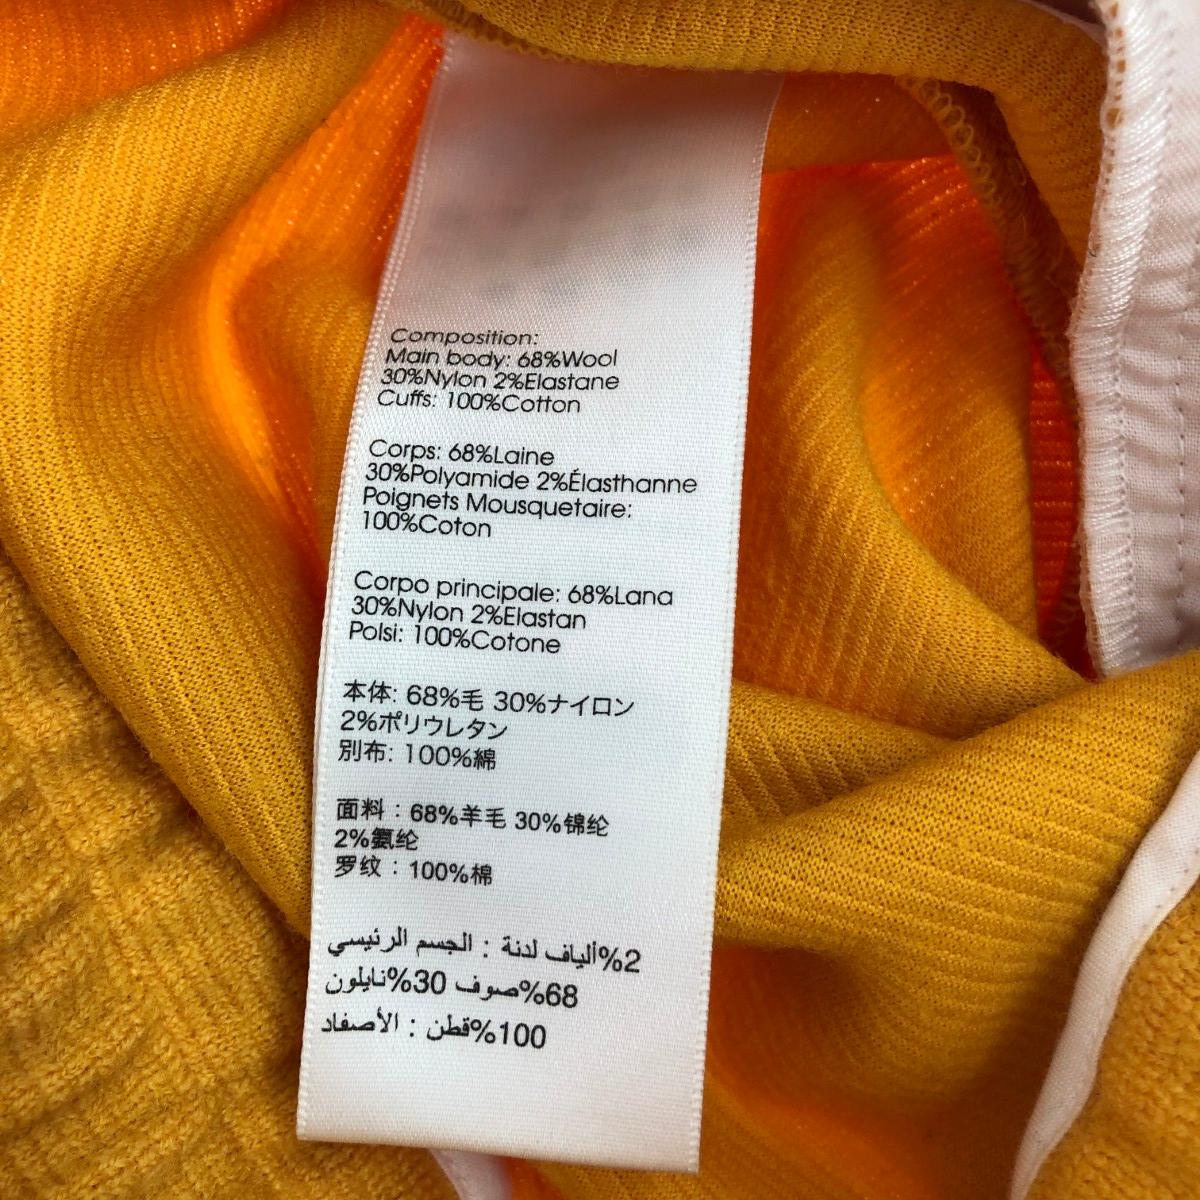 Composition:
Main body: 68%Wool
30%Nylon 2%Elastane
Cuffs: 100%Cotton
Corps: 68%Laine
30%Polyamide 2%Élasthanne
Poignets Mousquetaire:
100%Coton
Corpo principale: 68%Lana
30%Nylon 2%Elastan
Polsi: 100%Cotone
本体: 68%毛 30%ナイロン
2%ポリウレタン
別布: 100%綿
面料：68%羊毛 30%锦纶
2%氨纶
罗纹：100%棉
الجسم الرئيسي : ألياف لدنة%2
صوف%68 نايلون%30
الأصفاد : قطن%100